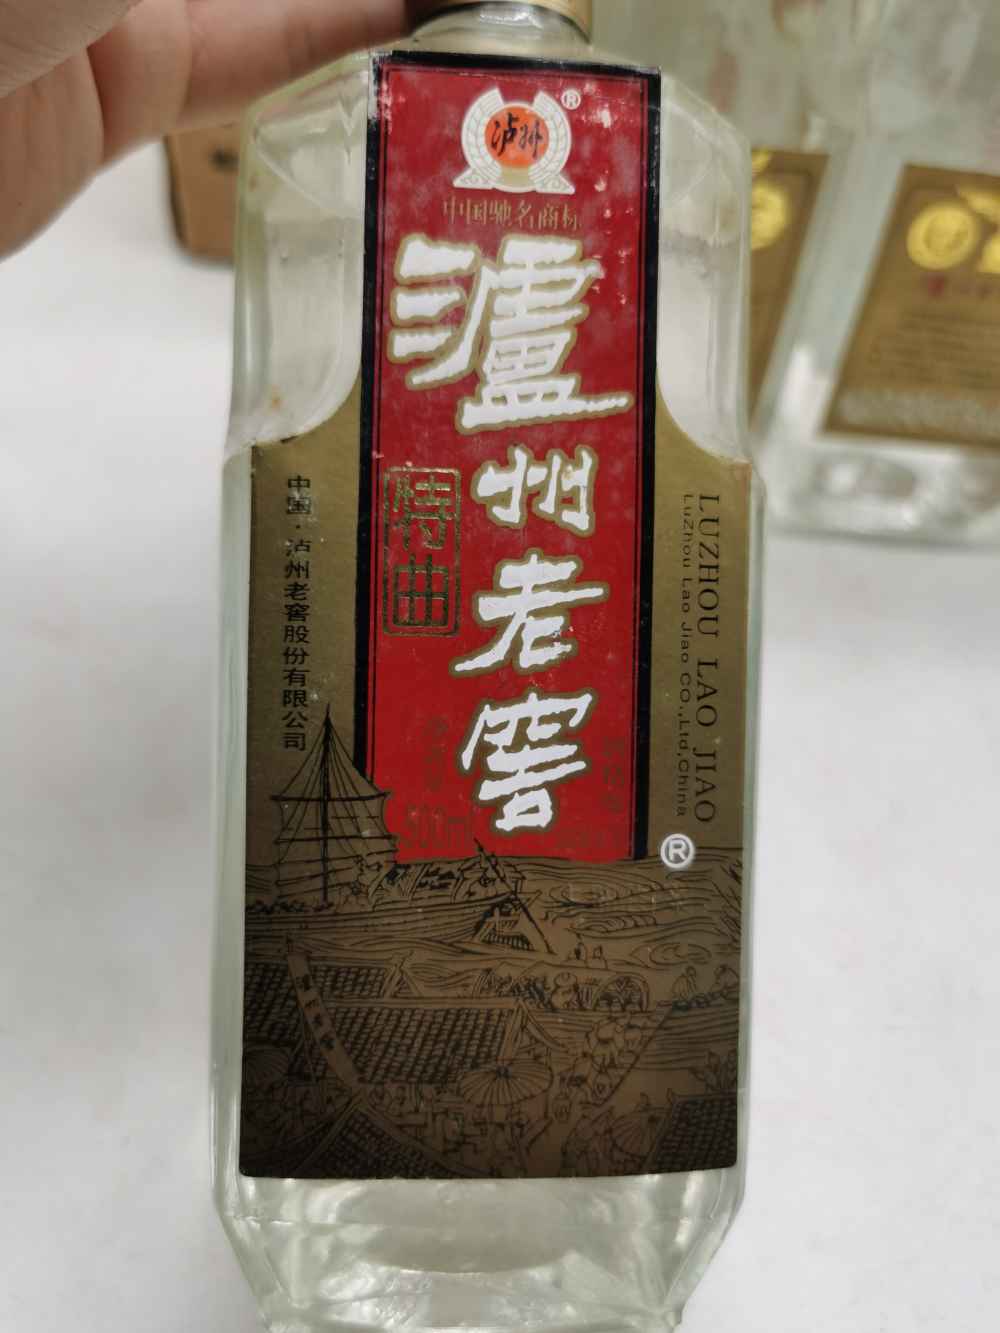 泸州
®
中国驰名商标
瀘州老窖
特曲
中国·泸州老窖股份有限公司
LUZHOU LAO JIAO
LuZhou Lao Jiao CO.,Ltd,China
500ml
®